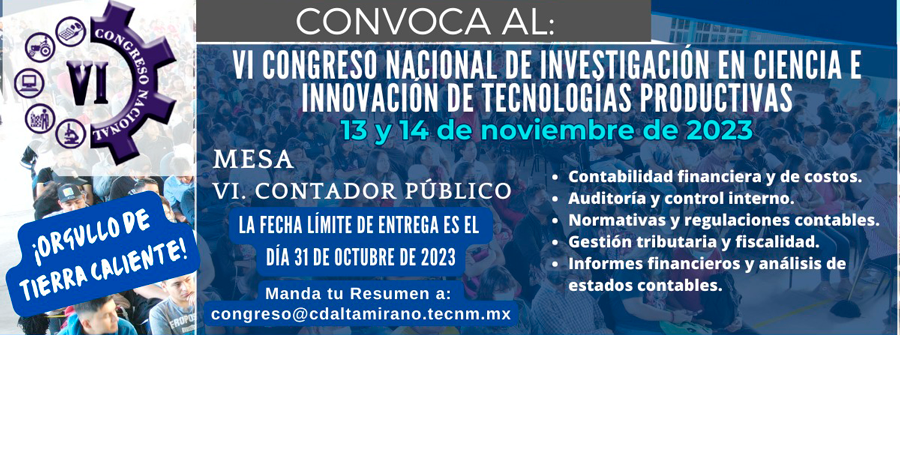 CONVOCA AL:
CONGRESO NACIONAL
VI
VI CONGRESO NACIONAL DE INVESTIGACIÓN EN CIENCIA E
INNOVACIÓN DE TECNOLOGÍAS PRODUCTIVAS
13 y 14 de noviembre de 2023
MESA
VI. CONTADOR PÚBLICO
LA FECHA LÍMITE DE ENTREGA ES EL
DÍA 31 DE OCTUBRE DE 2023
Manda tu Resumen a:
congreso@cdaltamirano.tecnm.mx
• Contabilidad financiera y de costos.
• Auditoría y control interno.
• Normativas y regulaciones contables.
• Gestión tributaria y fiscalidad.
• Informes financieros y análisis de
estados contables.
¡ORGULLO DE
TIERRA CALIENTE!